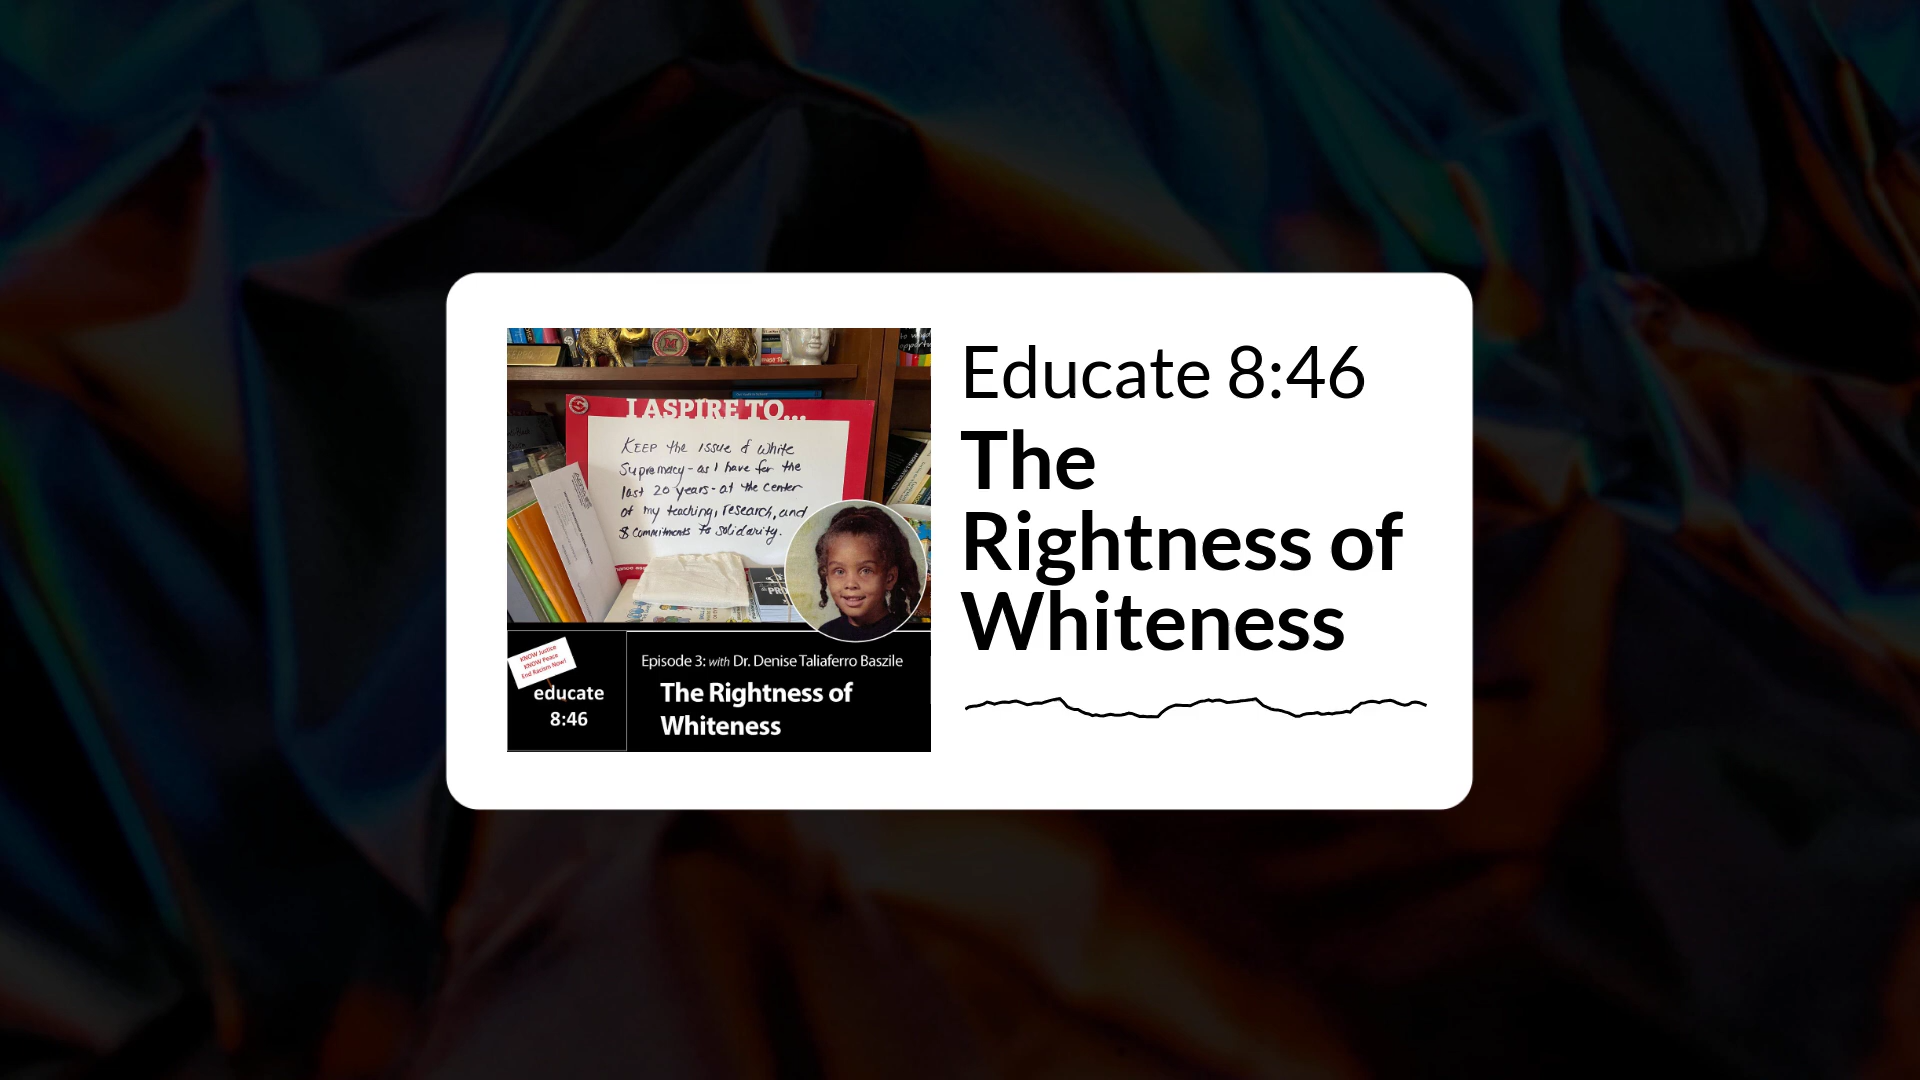 I ASPIRE TO...
KEEP the issue of white
Supremacy - as I have for the
last 20 years - at the center
of my teaching, research, and
& commitments to solidarity.
KNOW Justice
KNOW Peace
End Racism Now!
educate
8:46
Episode 3: with Dr. Denise Taliaferro Baszile
The Rightness of
Whiteness
Educate 8:46
The
Rightness of
Whiteness